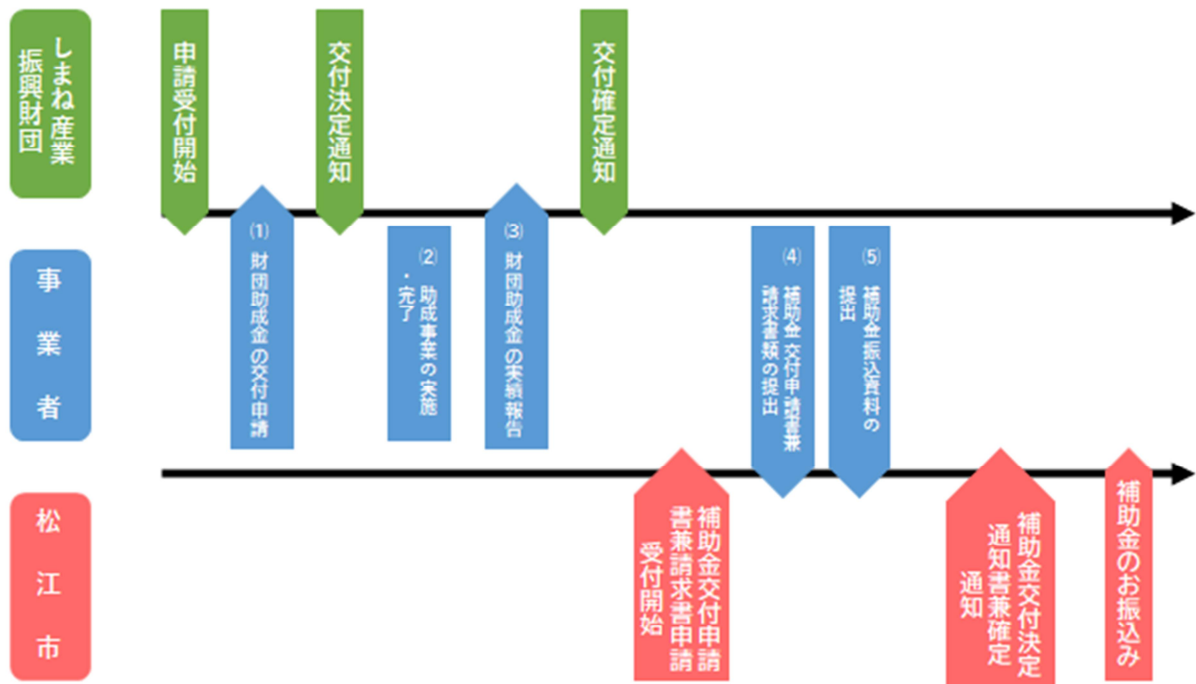 しまね産業
振興財団
申請受付開始
交付決定通知
交付確定通知
事業者
⑴ 財団助成金の交付申請
⑵ 助成事業の実施
・完了
⑶ 財団助成金の実績報告
⑷ 補助金交付申請書兼
請求書類の提出
⑸ 補助金振込資料の
提出
松江市
補助金交付申請
書兼請求書申請
受付開始
補助金交付決定
通知書兼確定
通知
補助金のお振込み